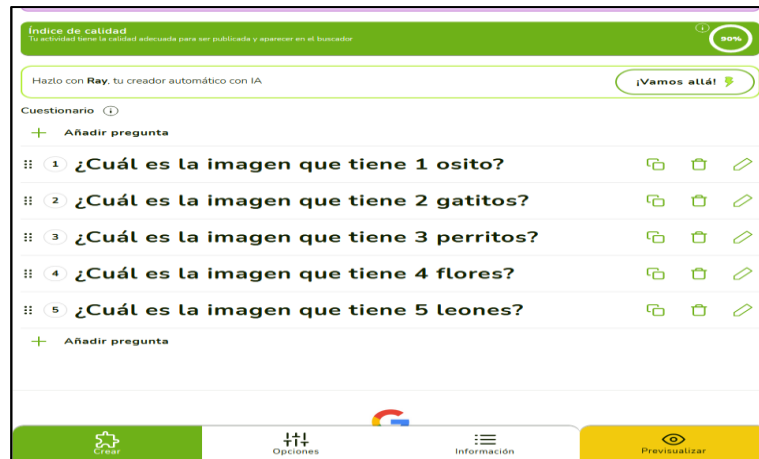 Índice de calidad
Tu actividad tiene la calidad adecuada para ser publicada y aparecer en el buscador
90%
Hazlo con Ray, tu creador automático con IA
¡Vamos allá!
Cuestionario
Añadir pregunta
1 ¿Cuál es la imagen que tiene 1 osito?
2 ¿Cuál es la imagen que tiene 2 gatitos?
3 ¿Cuál es la imagen que tiene 3 perritos?
4 ¿Cuál es la imagen que tiene 4 flores?
5 ¿Cuál es la imagen que tiene 5 leones?
Añadir pregunta
Crear
Opciones
Información
Previsualizar